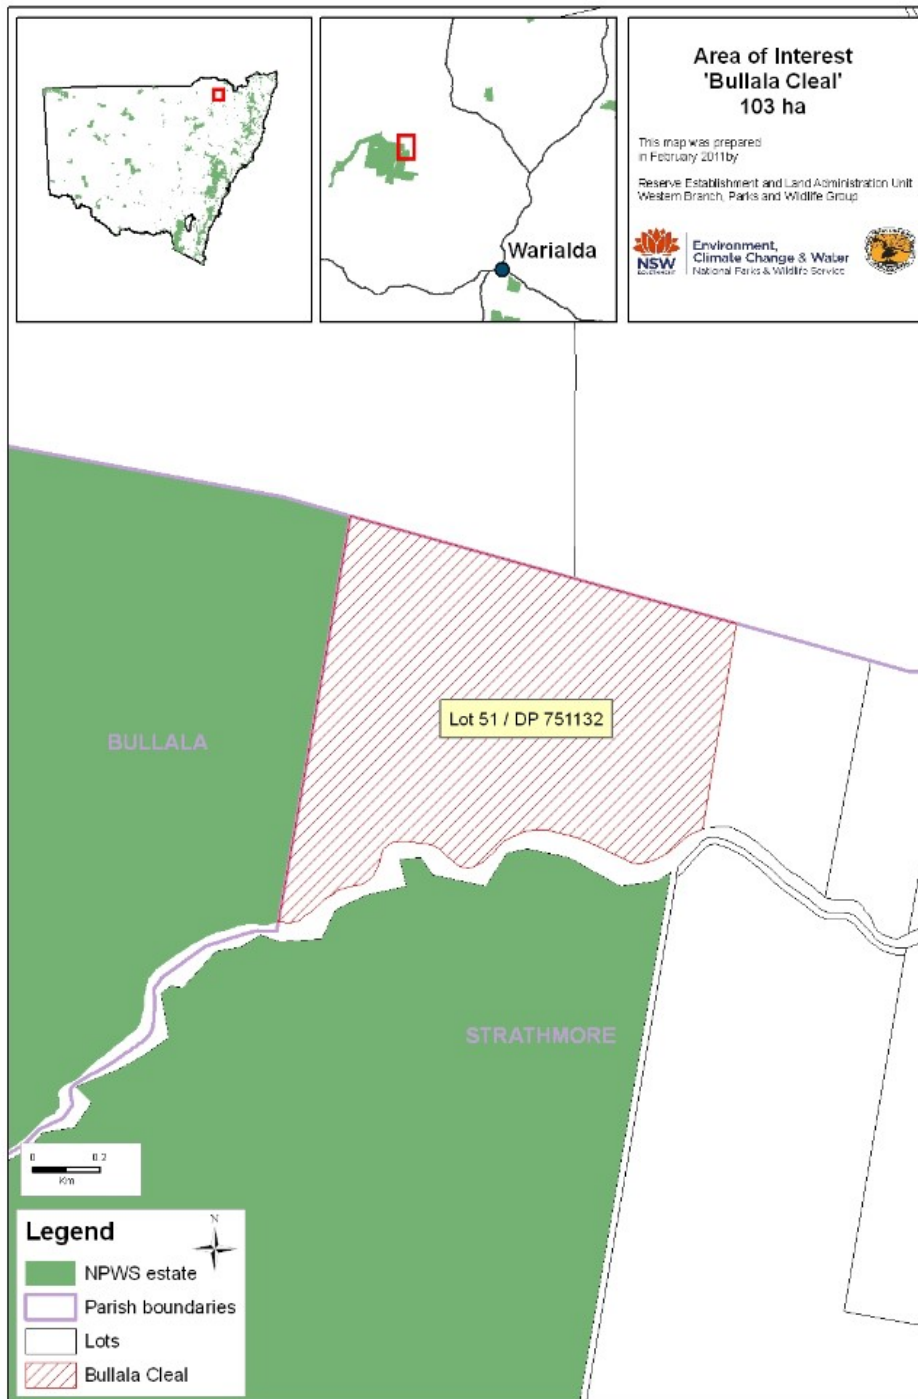 Area of Interest
'Bullala Cleal'
103 ha
This map was prepared
in February 2011by
Reserve Establishment and Land Administration Unit
Western Branch, Parks and Wildlife Group
NSW
GOVERNMENT
Environment,
Climate Change & Water
National Parks & Wildlife Service
Warialda
Lot 51 / DP 751132
BULLALA
STRATHMORE
0 0.2
Km
Legend
N
NPWS estate
Parish boundaries
Lots
Bullala Cleal